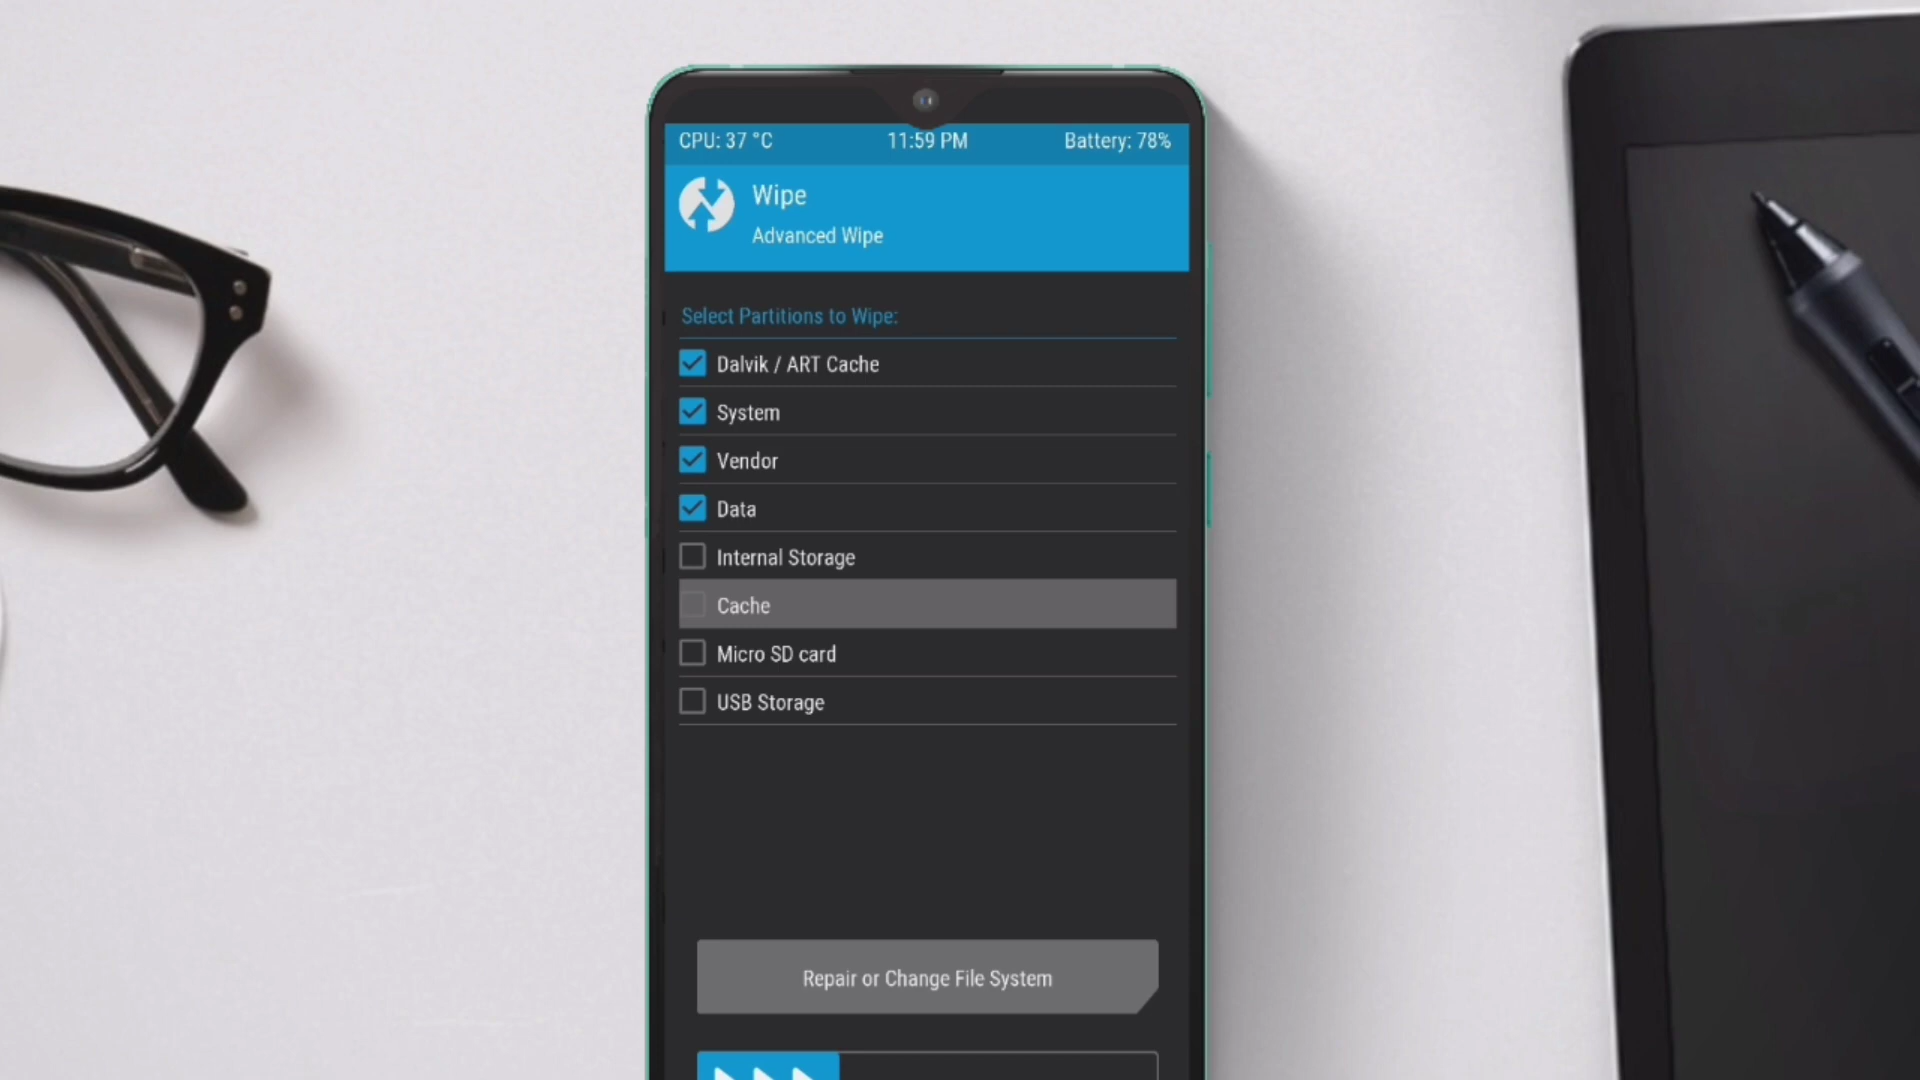 CPU: 37 °C 11:59 PM Battery: 78%
Wipe
Advanced Wipe
Select Partitions to Wipe:
Dalvik / ART Cache
System
Vendor
Data
Internal Storage
Cache
Micro SD card
USB Storage
Repair or Change File System